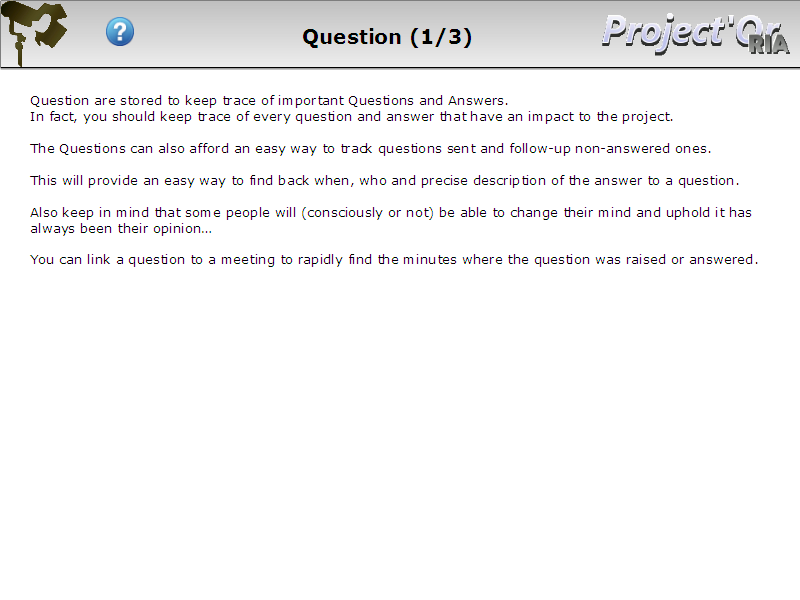 Question (1/3)
Project'Or
RIA
Question are stored to keep trace of important Questions and Answers.
In fact, you should keep trace of every question and answer that have an impact to the project.
The Questions can also afford an easy way to track questions sent and follow-up non-answered ones.
This will provide an easy way to find back when, who and precise description of the answer to a question.
Also keep in mind that some people will (consciously or not) be able to change their mind and uphold it has
always been their opinion...
You can link a question to a meeting to rapidly find the minutes where the question was raised or answered.